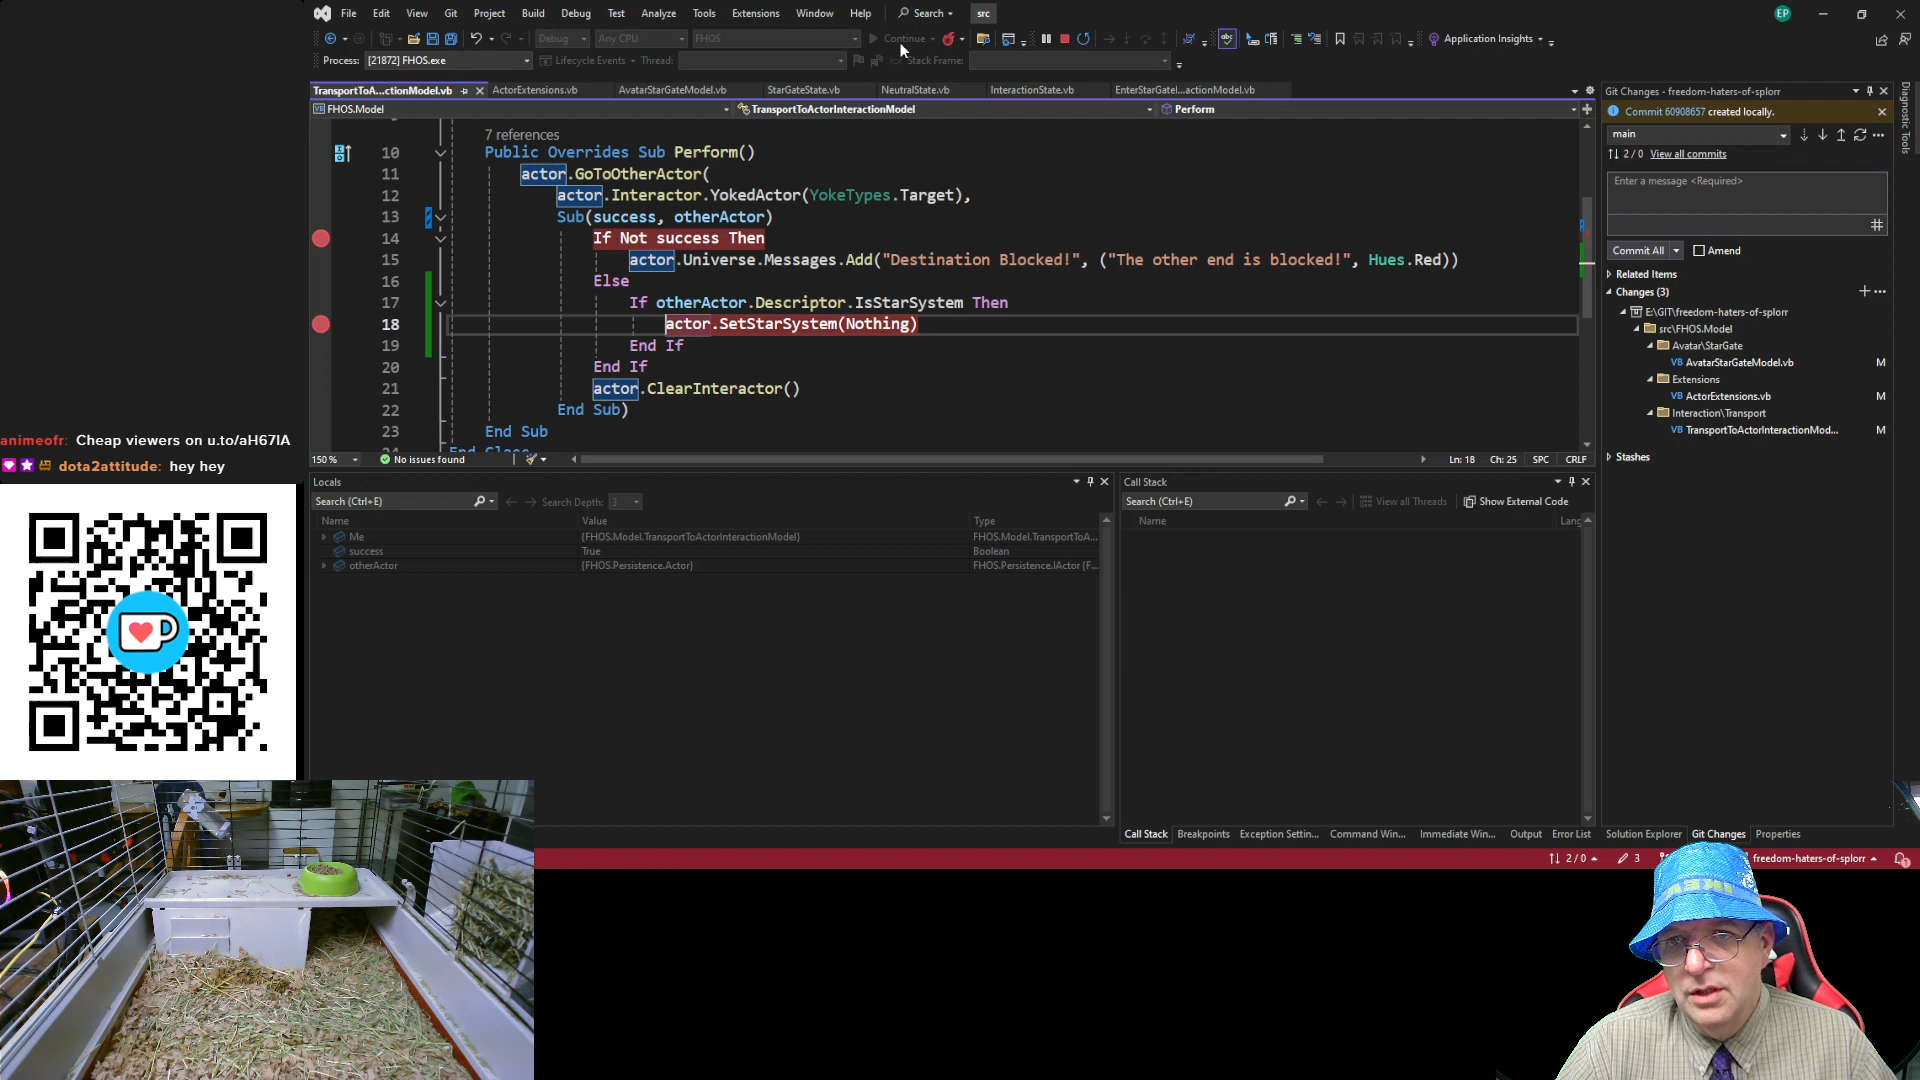 File Edit View Git Project Build Debug Test Analyze Tools Extensions Window Help Search src EP
Debug Any CPU FHOS Continue Application Insights
Process: [21872] FHOS.exe Lifecycle Events Thread: Stack Frame:
TransportToA...ctionModel.vb ActorExtensions.vb AvatarStarGateModel.vb StarGateState.vb NeutralState.vb InteractionState.vb EnterStarGateI...actionModel.vb
FHOS.Model TransportToActorInteractionModel Perform
7 references
10 Public Overrides Sub Perform()
11 actor.GoToOtherActor(
12 actor.Interactor.YokedActor(YokeTypes.Target),
13 Sub(success, otherActor)
14 If Not success Then
15 actor.Universe.Messages.Add("Destination Blocked!", ("The other end is blocked!", Hues.Red))
16 Else
17 If otherActor.Descriptor.IsStarSystem Then
18 actor.SetStarSystem(Nothing)
19 End If
20 End If
21 actor.ClearInteractor()
22 End Sub)
23 End Sub
24 End Class
150 % No issues found Ln: 18 Ch: 25 SPC CRLF
Locals
Search (Ctrl+E) Search Depth: 3
Name Value Type
Me {FHOS.Model.TransportToActorInteractionModel} FHOS.Model.TransportToA...
success True Boolean
otherActor {FHOS.Persistence.Actor} FHOS.Persistence.IActor {F...
Call Stack
Search (Ctrl+E) View all Threads Show External Code
Name Lang
Call Stack Breakpoints Exception Settin... Command Win... Immediate Win... Output Error List
Git Changes - freedom-haters-of-splorr
Commit 60908657 created locally.
main
2 / 0 View all commits
Enter a message <Required>
Commit All Amend
Related Items
Changes (3)
E:\GIT\freedom-haters-of-splorr
src\FHOS.Model
Avatar\StarGate
VB AvatarStarGateModel.vb M
Extensions
VB ActorExtensions.vb M
Interaction\Transport
VB TransportToActorInteractionMod... M
Stashes
Solution Explorer Git Changes Properties
Diagnostic Tools
2 / 0 3 freedom-haters-of-splorr
animeofr: Cheap viewers on u.to/aH67IA
dota2attitude: hey hey
IKEA